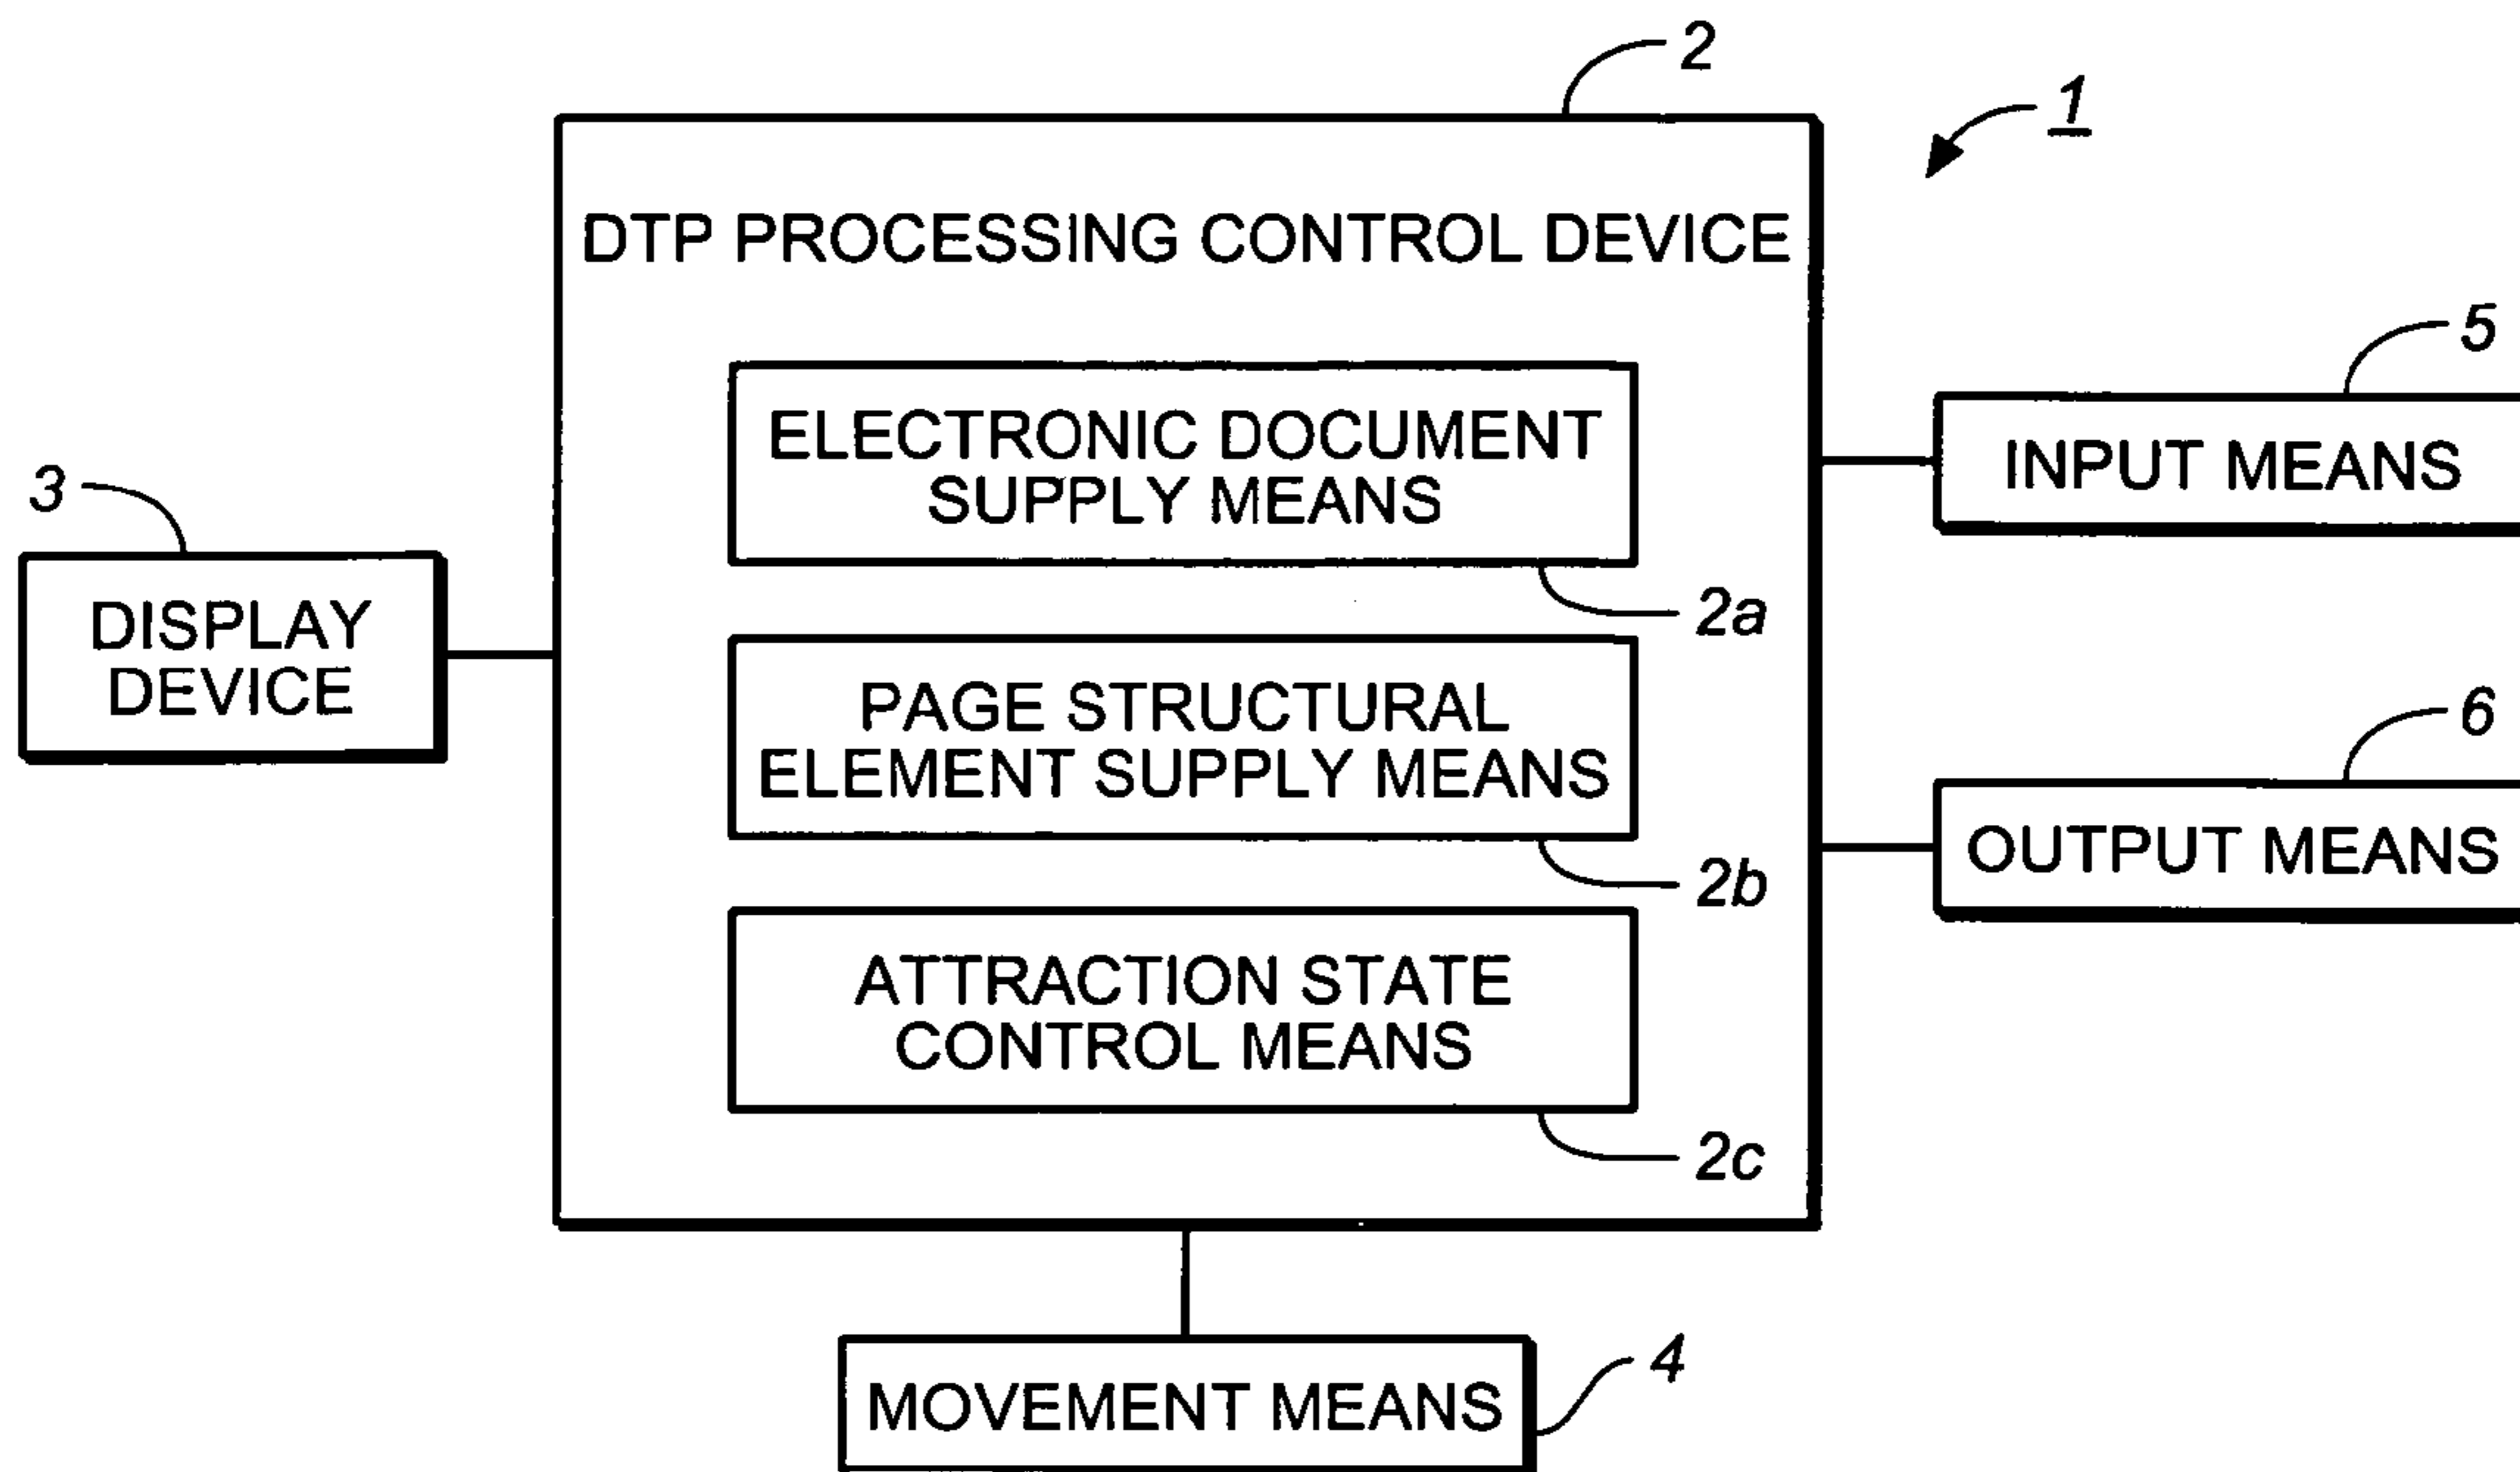 2
1
DTP PROCESSING CONTROL DEVICE
5
ELECTRONIC DOCUMENT
SUPPLY MEANS
INPUT MEANS
3
2a
DISPLAY
DEVICE
PAGE STRUCTURAL
ELEMENT SUPPLY MEANS
6
2b
OUTPUT MEANS
ATTRACTION STATE
CONTROL MEANS
2c
4
MOVEMENT MEANS